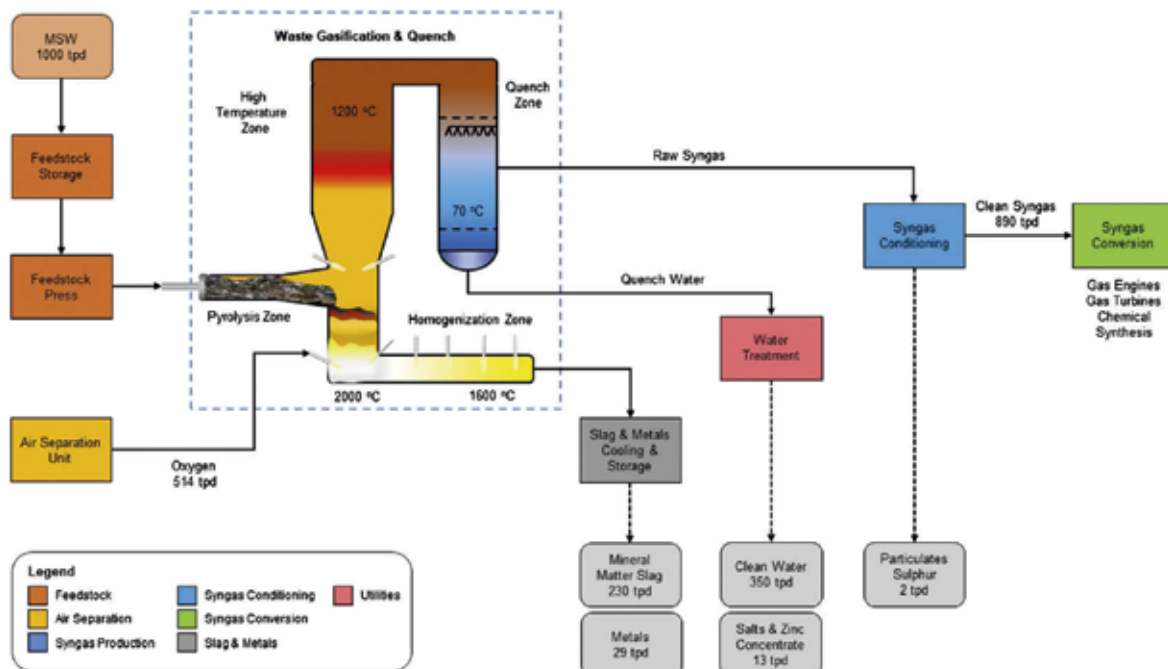 MSW
1000 tpd
Feedstock
Storage
Feedstock
Press
Air Separation
Unit
Oxygen
514 tpd
Waste Gasification & Quench
High
Temperature
Zone
1200 °C
Quench
Zone
70 °C
Pyrolysis Zone
Homogenization Zone
2000 °C
1600 °C
Raw Syngas
Quench Water
Syngas
Conditioning
Clean Syngas
890 tpd
Syngas
Conversion
Gas Engines
Gas Turbines
Chemical
Synthesis
Water
Treatment
Slag & Metals
Cooling &
Storage
Mineral
Matter Slag
230 tpd
Metals
29 tpd
Clean Water
350 tpd
Salts & Zinc
Concentrate
13 tpd
Particulates
Sulphur
2 tpd
Legend
Feedstock
Air Separation
Syngas Production
Syngas Conditioning
Syngas Conversion
Slag & Metals
Utilities